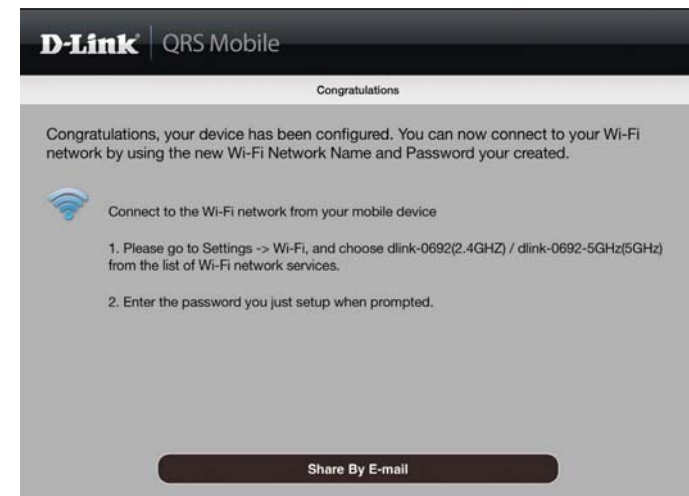 D-Link QRS Mobile
Congratulations
Congratulations, your device has been configured. You can now connect to your Wi-Fi
network by using the new Wi-Fi Network Name and Password your created.
Connect to the Wi-Fi network from your mobile device
1. Please go to Settings -> Wi-Fi, and choose dlink-0692(2.4GHZ) / dlink-0692-5GHz(5GHz)
from the list of Wi-Fi network services.
2. Enter the password you just setup when prompted.
Share By E-mail